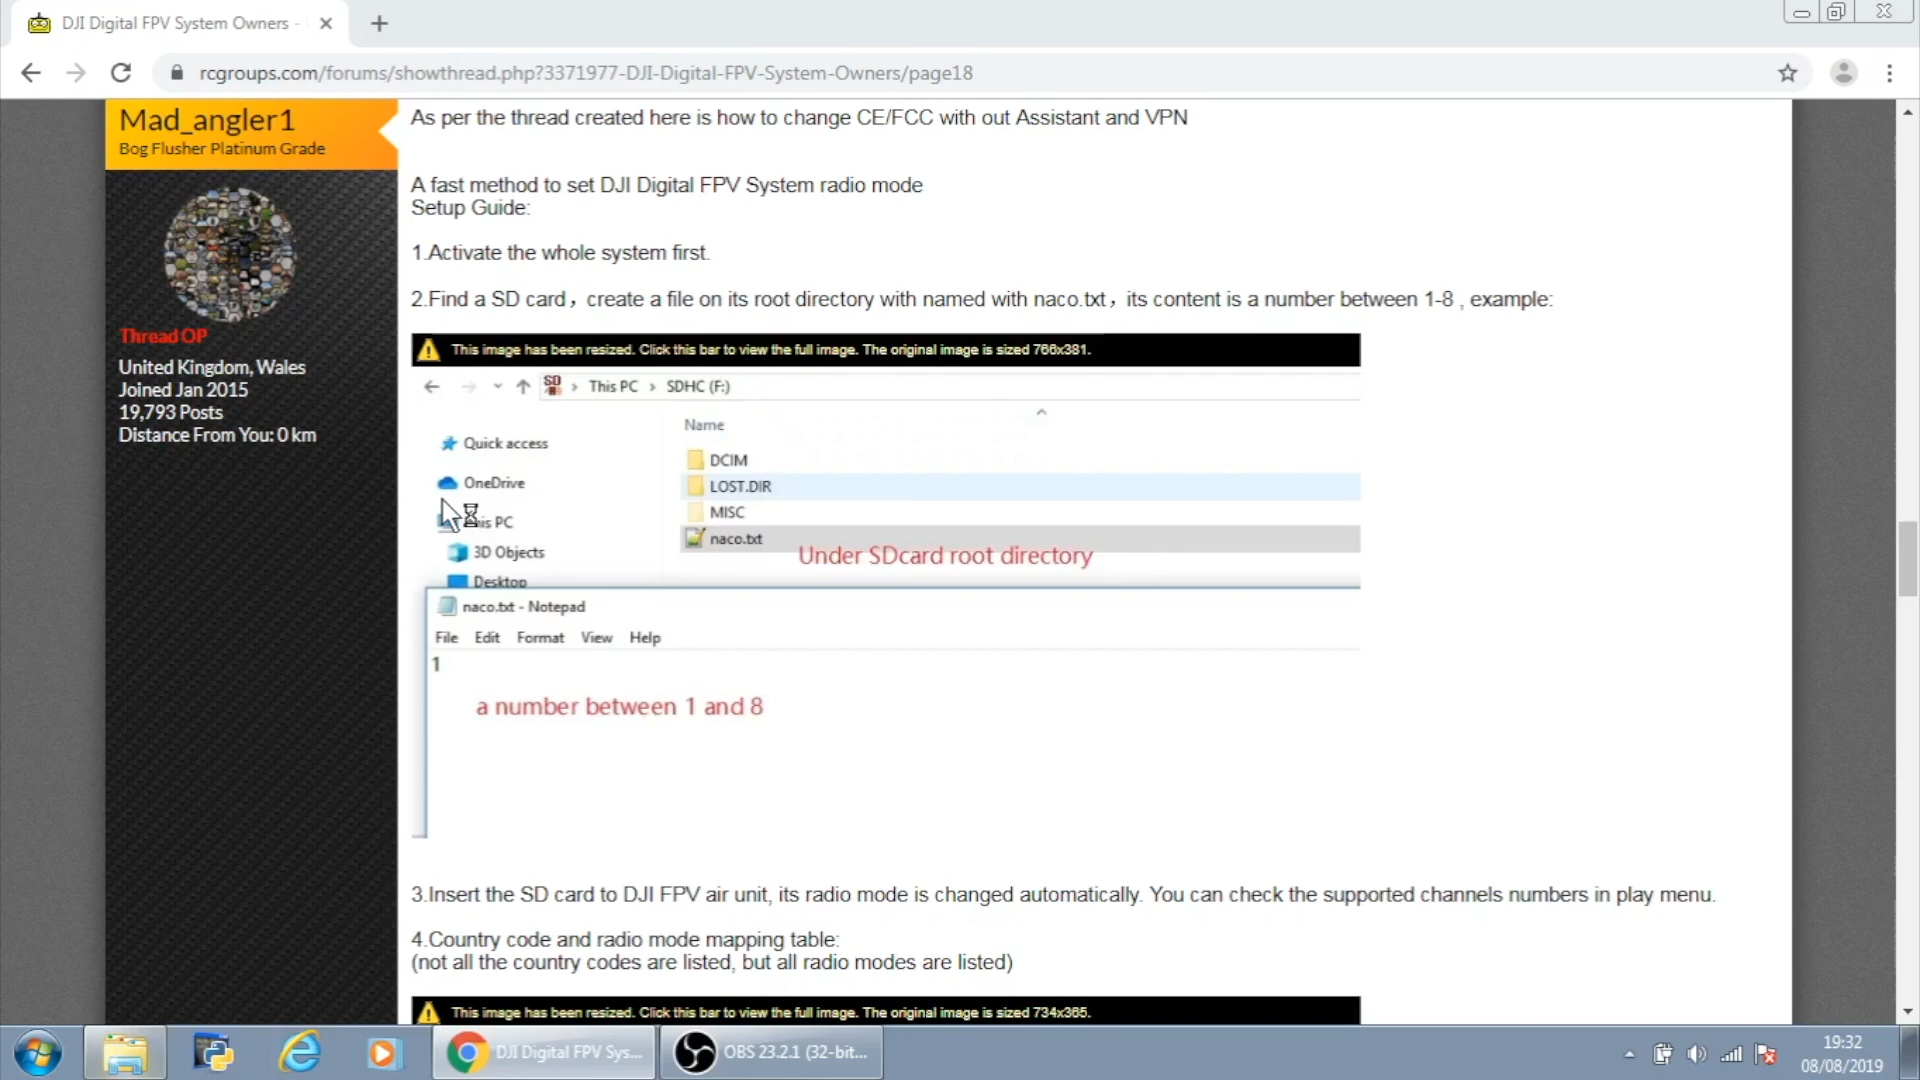 DJI Digital FPV System Owners -
rcgroups.com/forums/showthread.php?3371977-DJI-Digital-FPV-System-Owners/page18
Mad_angler1
Bog Flusher Platinum Grade
Thread OP
United Kingdom, Wales
Joined Jan 2015
19,793 Posts
Distance From You: 0 km
As per the thread created here is how to change CE/FCC with out Assistant and VPN
A fast method to set DJI Digital FPV System radio mode
Setup Guide:
1.Activate the whole system first.
2.Find a SD card，create a file on its root directory with named with naco.txt，its content is a number between 1-8 , example:
This image has been resized. Click this bar to view the full image. The original image is sized 766x381.
This PC > SDHC (F:)
Name
Quick access
DCIM
OneDrive
LOST.DIR
MISC
his PC
naco.txt
3D Objects
Under SDcard root directory
Desktop
naco.txt - Notepad
File Edit Format View Help
1
a number between 1 and 8
3.Insert the SD card to DJI FPV air unit, its radio mode is changed automatically. You can check the supported channels numbers in play menu.
4.Country code and radio mode mapping table:
(not all the country codes are listed, but all radio modes are listed)
This image has been resized. Click this bar to view the full image. The original image is sized 734x365.
DJI Digital FPV Sys...
OBS 23.2.1 (32-bit...
19:32
08/08/2019